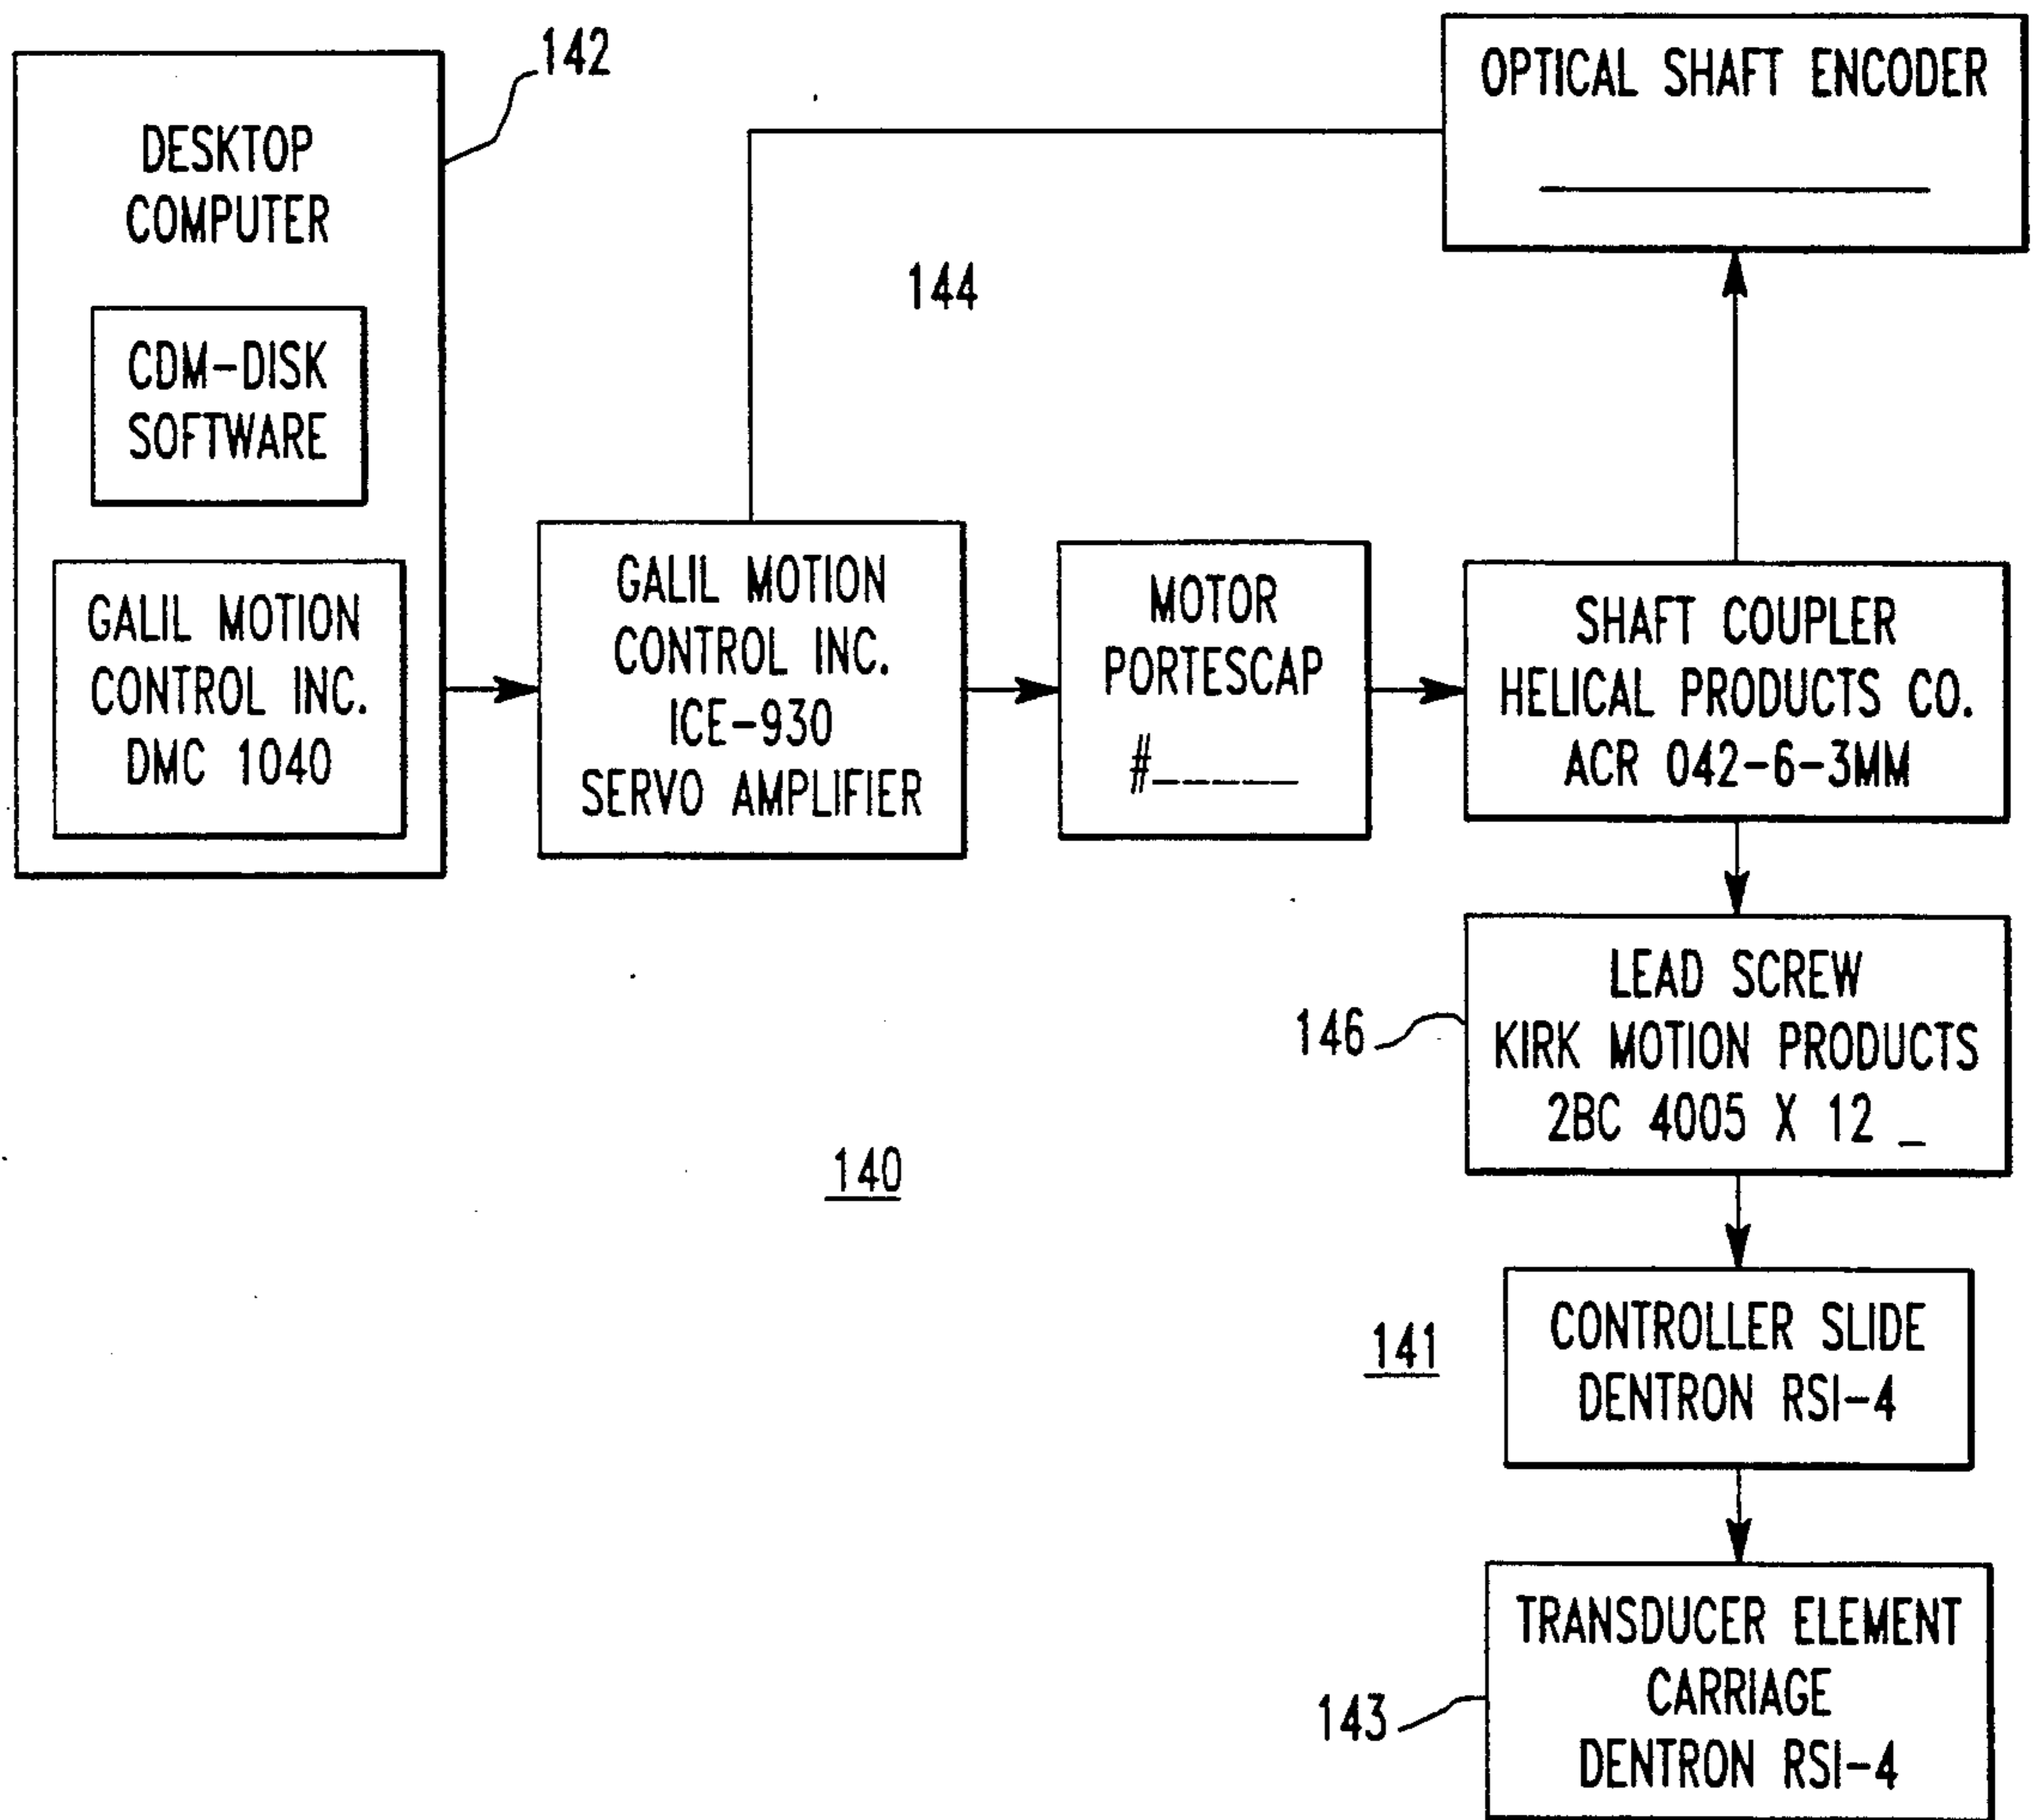 142
OPTICAL SHAFT ENCODER
DESKTOP
COMPUTER
CDM-DISK
SOFTWARE
GALIL MOTION
CONTROL INC.
DMC 1040
144
GALIL MOTION
CONTROL INC.
ICE-930
SERVO AMPLIFIER
MOTOR
PORTESCAP
#_____
SHAFT COUPLER
HELICAL PRODUCTS CO.
ACR 042-6-3MM
146
LEAD SCREW
KIRK MOTION PRODUCTS
2BC 4005 X 12 _
140
141
CONTROLLER SLIDE
DENTRON RSI-4
143
TRANSDUCER ELEMENT
CARRIAGE
DENTRON RSI-4